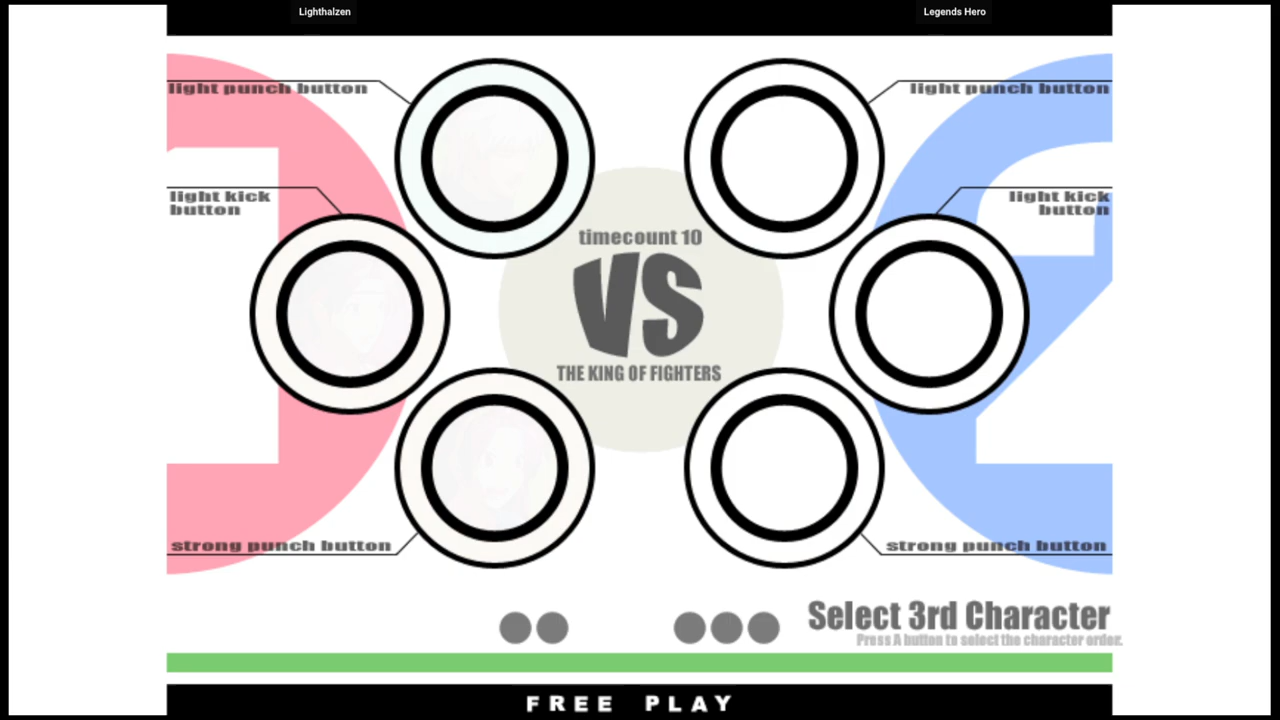 Lighthalzen
Legends Hero
light punch button
light punch button
light kick
button
light kick
button
timecount 10
VS
THE KING OF FIGHTERS
strong punch button
strong punch button
Select 3rd Character
Press A button to select the character order.
FREE PLAY
1
2